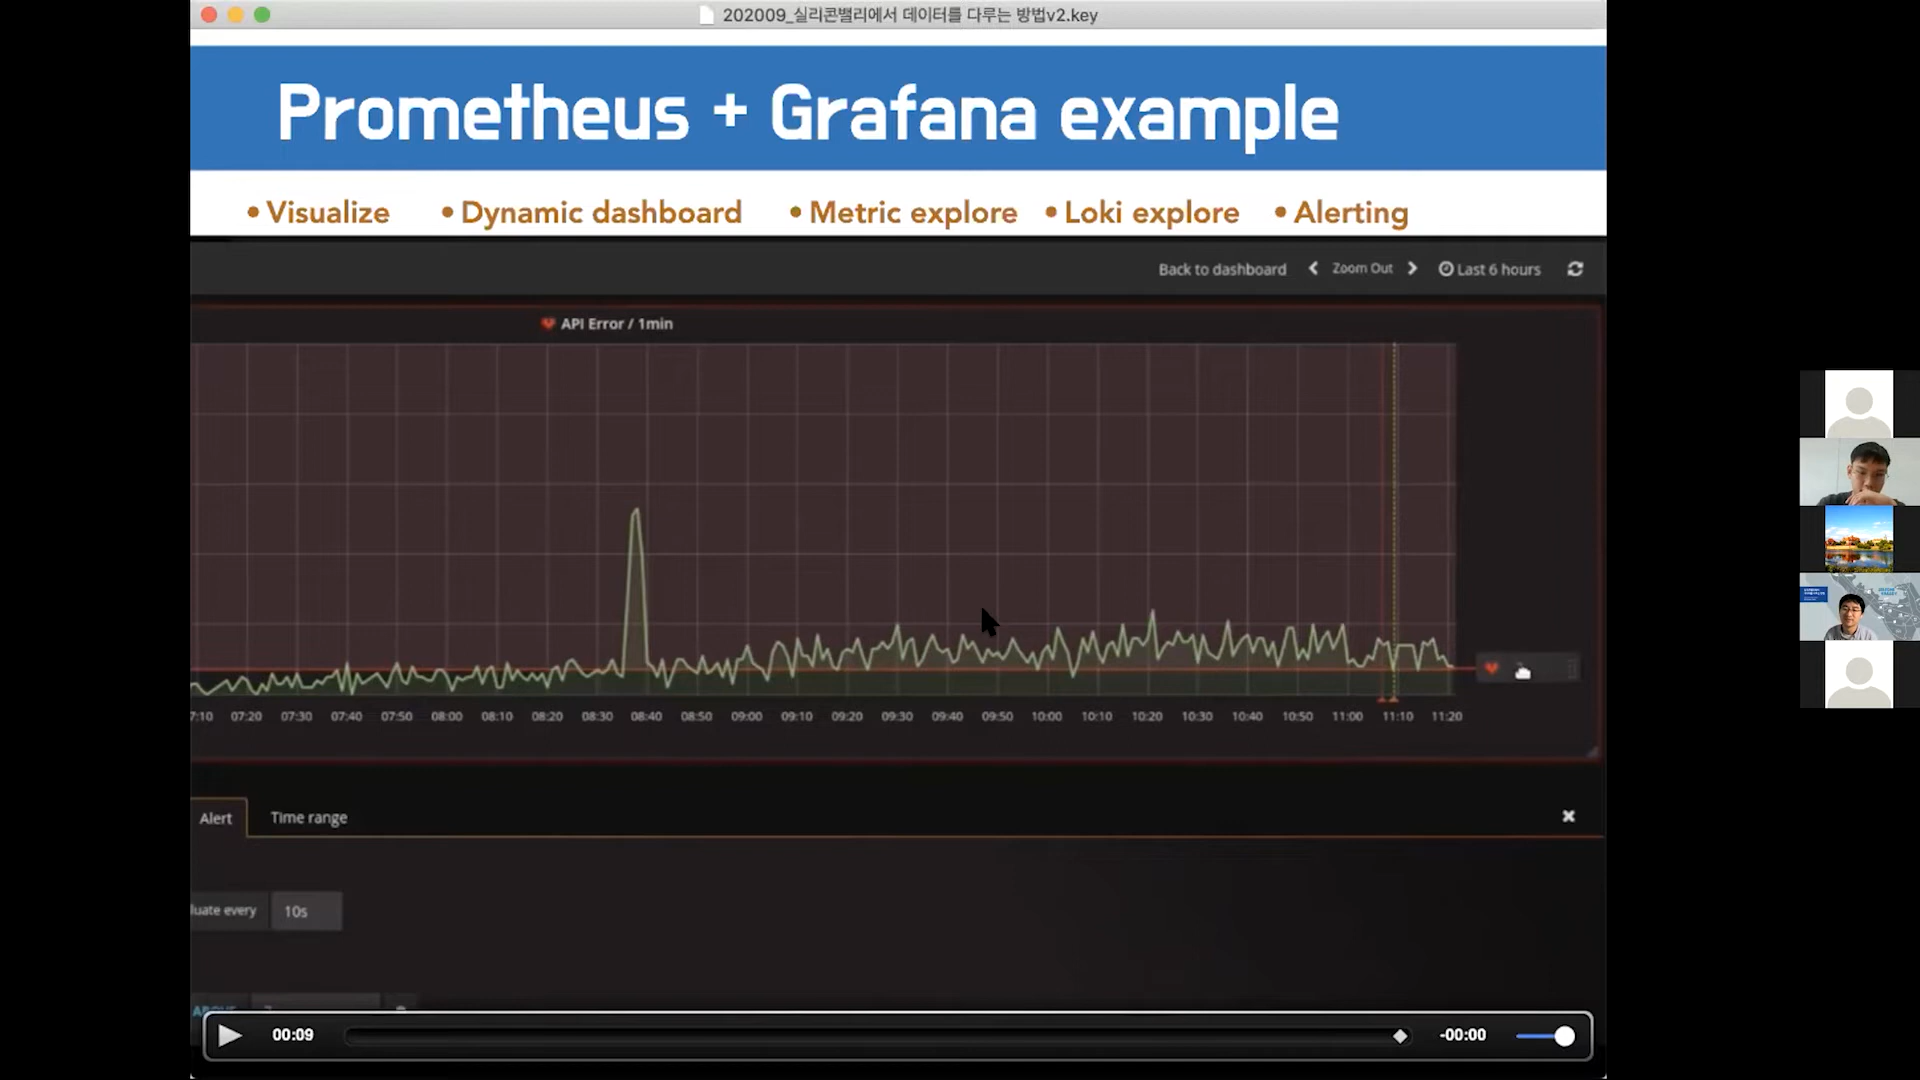 202009_실리콘밸리에서 데이터를 다루는 방법v2.key
Prometheus + Grafana example
• Visualize • Dynamic dashboard • Metric explore • Loki explore • Alerting
Back to dashboard Zoom Out Last 6 hours
API Error / 1min
7:10 07:20 07:30 07:40 07:50 08:00 08:10 08:20 08:30 08:40 08:50 09:00 09:10 09:20 09:30 09:40 09:50 10:00 10:10 10:20 10:30 10:40 10:50 11:00 11:10 11:20
Alert Time range
luate every 10s
00:09 -00:00